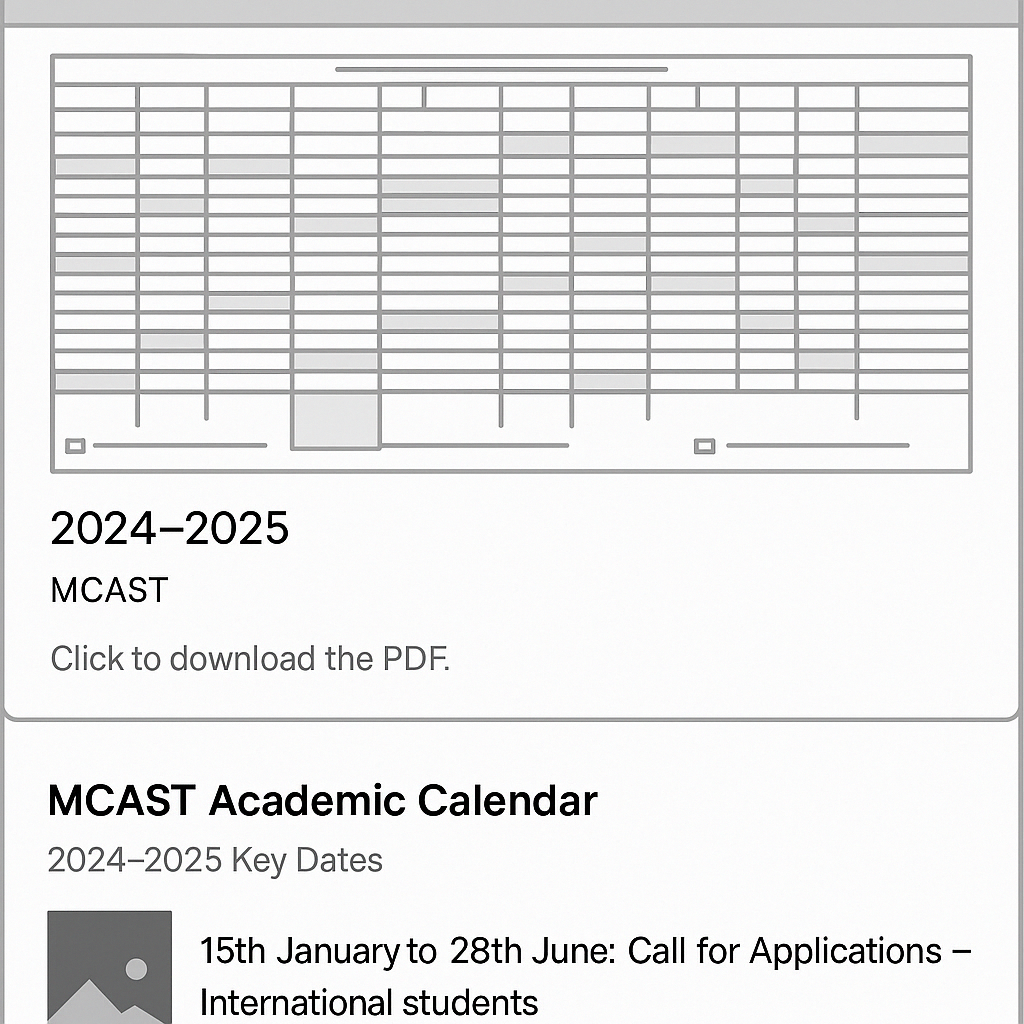 2024–2025
MCAST
Click to download the PDF.
MCAST Academic Calendar
2024–2025 Key Dates
15th January to 28th June: Call for Applications –
International students